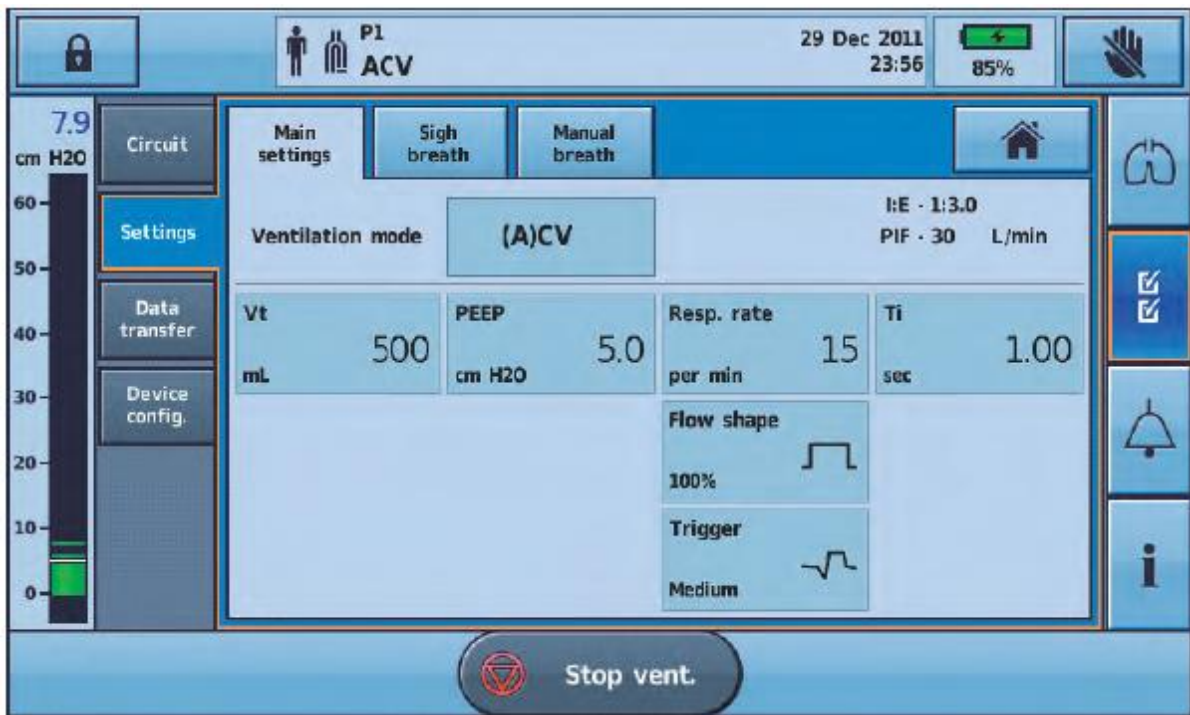 P1
ACV
29 Dec 2011
23:56
85%
7.9
cm H2O
60
50
40
30
20
10
0
Circuit
Settings
Data
transfer
Device
config.
Main
settings
Sigh
breath
Manual
breath
Ventilation mode
(A)CV
I:E - 1:3.0
PIF - 30 L/min
Vt
500
mL
PEEP
5.0
cm H2O
Resp. rate
15
per min
Ti
1.00
sec
Flow shape
100%
Trigger
Medium
i
Stop vent.